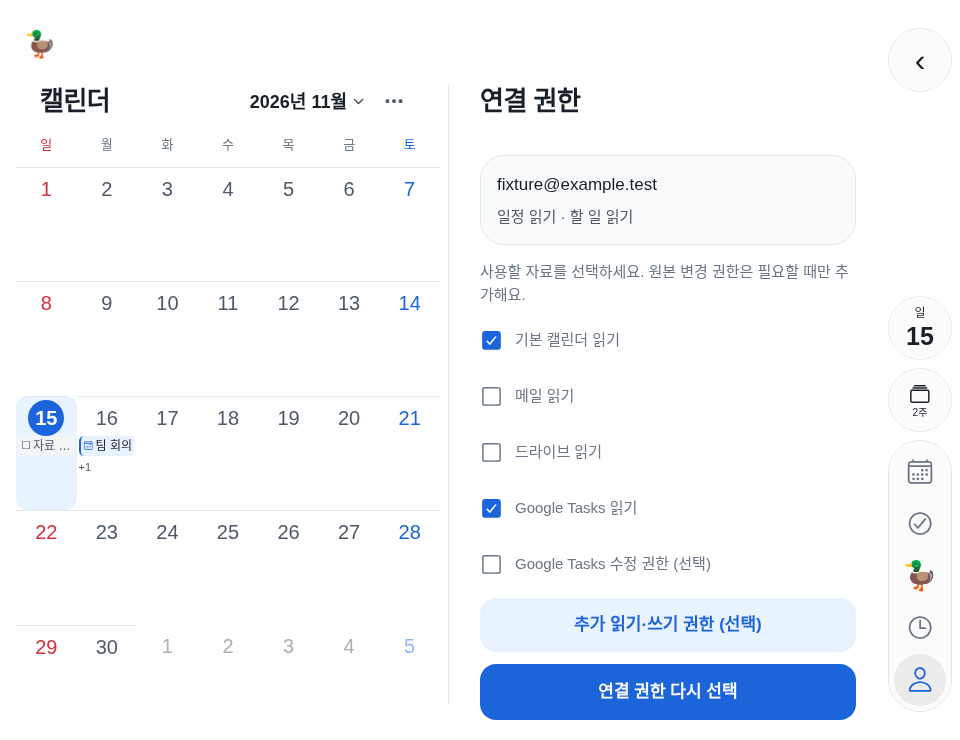 캘린더
2026년 11월
일 월 화 수 목 금 토
1 2 3 4 5 6 7
8 9 10 11 12 13 14
15 16 17 18 19 20 21
자료 ... 팀 회의
+1
22 23 24 25 26 27 28
29 30 1 2 3 4 5
연결 권한
fixture@example.test
일정 읽기 · 할 일 읽기
사용할 자료를 선택하세요. 원본 변경 권한은 필요할 때만 추
가해요.
기본 캘린더 읽기
메일 읽기
드라이브 읽기
Google Tasks 읽기
Google Tasks 수정 권한 (선택)
추가 읽기·쓰기 권한 (선택)
연결 권한 다시 선택
일
15
2주